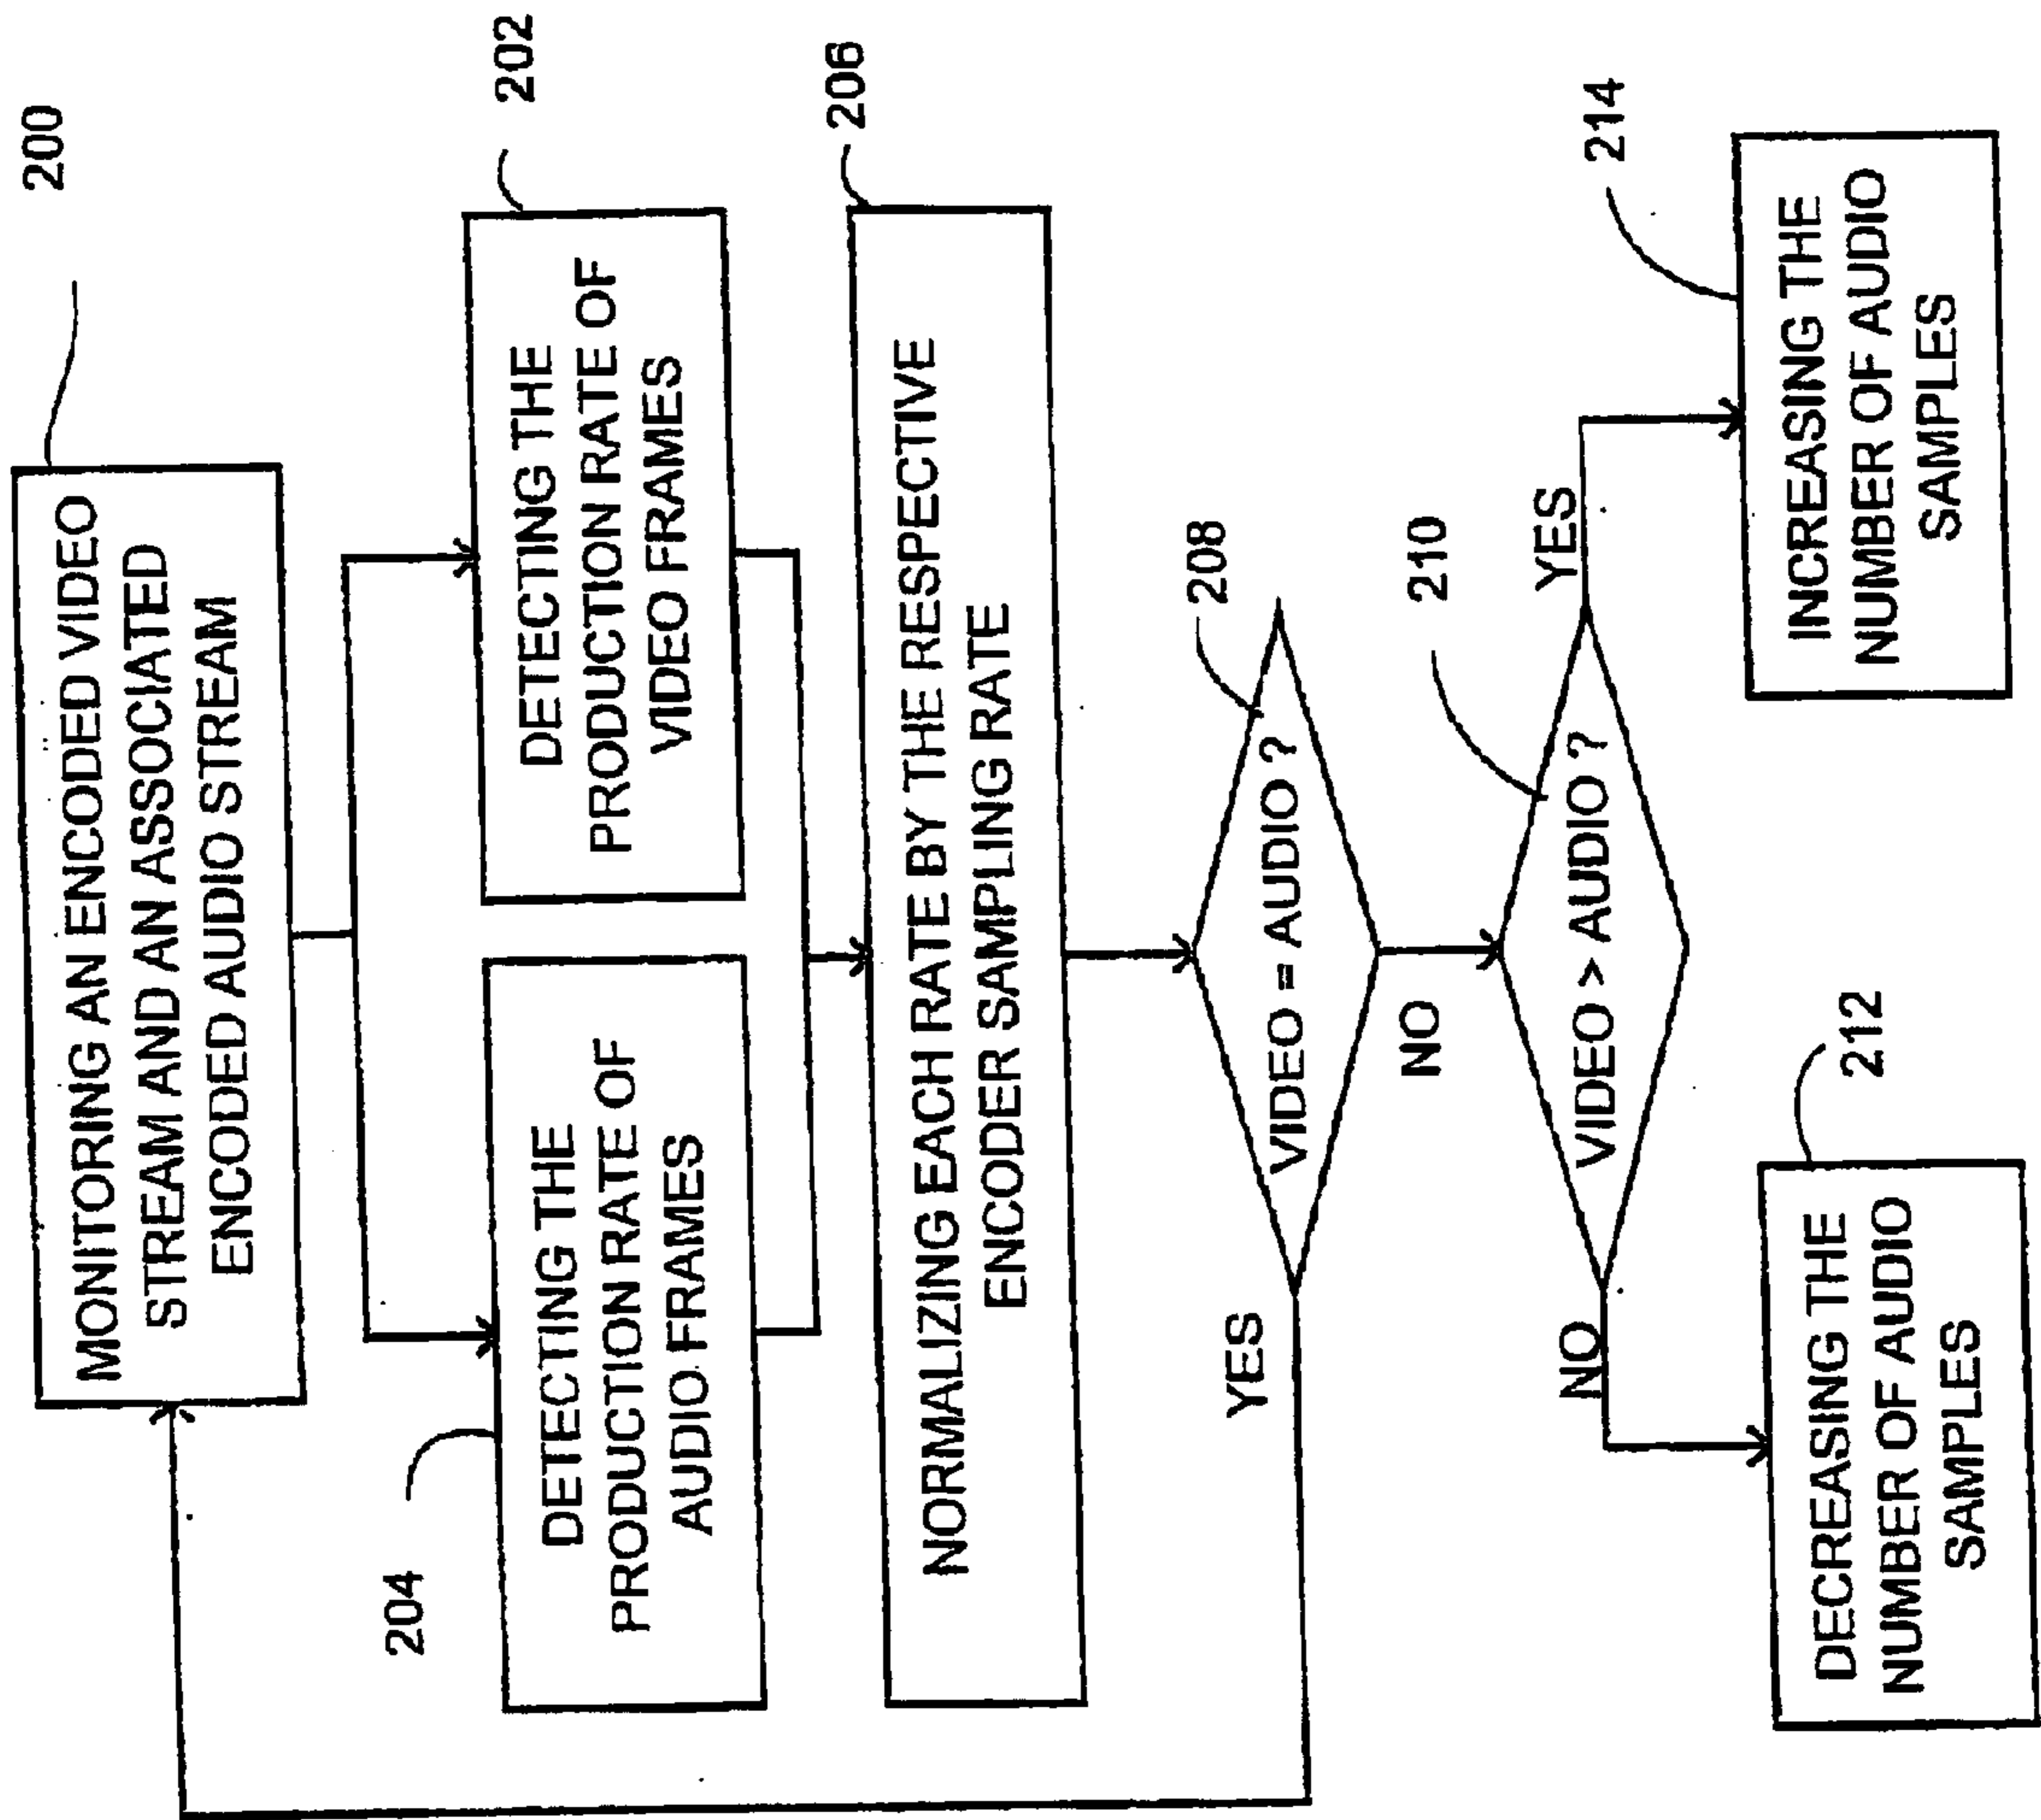 200
MONITORING AN ENCODED VIDEO
STREAM AND AN ASSOCIATED
ENCODED AUDIO STREAM
204
DETECTING THE
PRODUCTION RATE OF
AUDIO FRAMES
202
DETECTING THE
PRODUCTION RATE OF
VIDEO FRAMES
206
NORMALIZING EACH RATE BY THE RESPECTIVE
ENCODER SAMPLING RATE
208
VIDEO = AUDIO ?
YES
NO
210
VIDEO > AUDIO ?
NO
YES
212
DECREASING THE
NUMBER OF AUDIO
SAMPLES
214
INCREASING THE
NUMBER OF AUDIO
SAMPLES